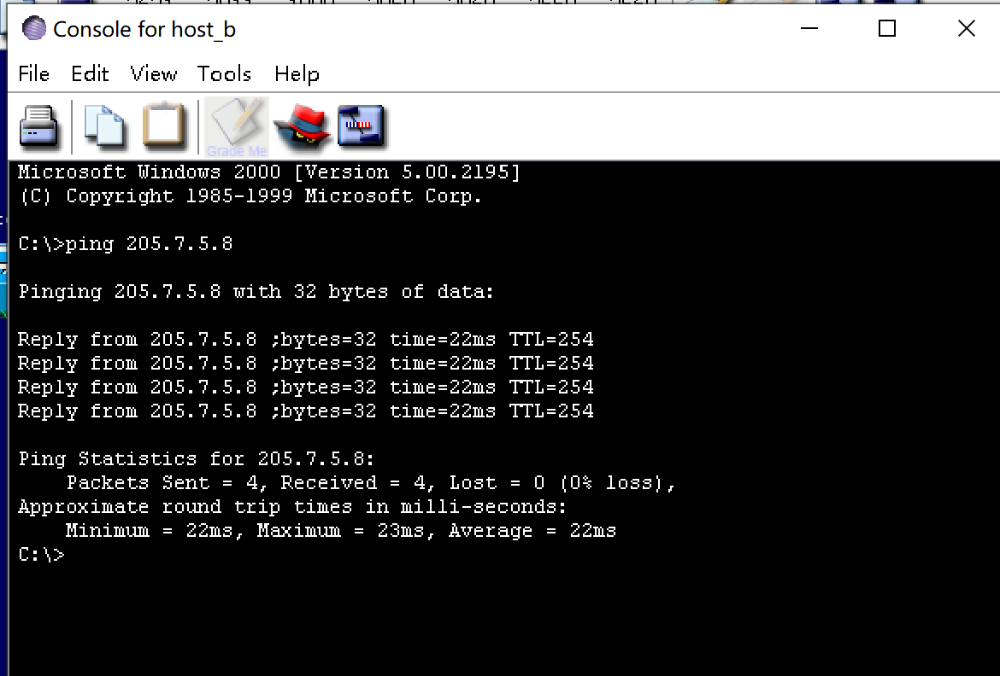 Console for host_b
File Edit View Tools Help
Grade Me
Microsoft Windows 2000 [Version 5.00.2195]
(C) Copyright 1985-1999 Microsoft Corp.
C:\>ping 205.7.5.8
Pinging 205.7.5.8 with 32 bytes of data:
Reply from 205.7.5.8 ;bytes=32 time=22ms TTL=254
Reply from 205.7.5.8 ;bytes=32 time=22ms TTL=254
Reply from 205.7.5.8 ;bytes=32 time=22ms TTL=254
Reply from 205.7.5.8 ;bytes=32 time=22ms TTL=254
Ping Statistics for 205.7.5.8:
Packets Sent = 4, Received = 4, Lost = 0 (0% loss),
Approximate round trip times in milli-seconds:
Minimum = 22ms, Maximum = 23ms, Average = 22ms
C:\>